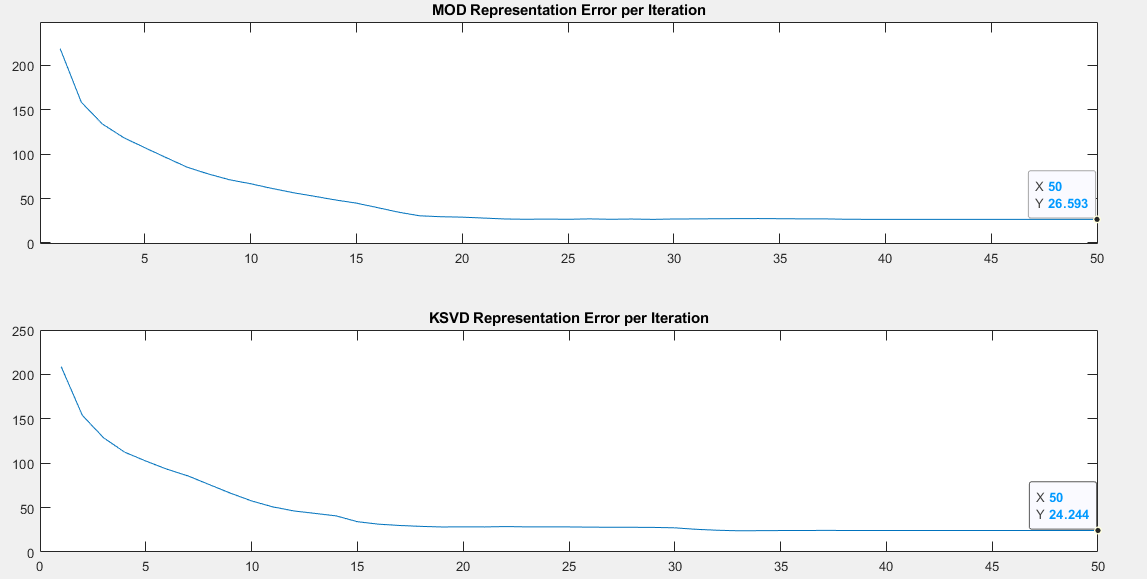 MOD Representation Error per Iteration
200
150
100
50
0
X 50
Y 26.593
5 10 15 20 25 30 35 40 45 50
KSVD Representation Error per Iteration
250
200
150
100
50
0
X 50
Y 24.244
0 5 10 15 20 25 30 35 40 45 50